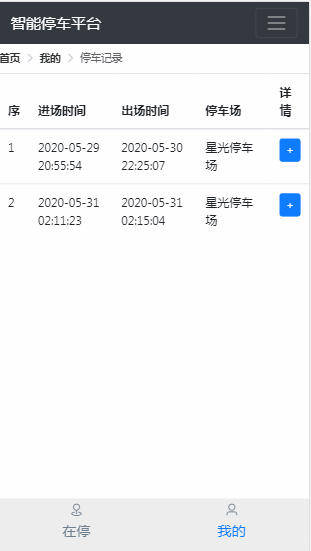 智能停车平台
首页 > 我的 > 停车记录
序 进场时间 出场时间 停车场 详情
1 2020-05-29 20:55:54 2020-05-30 22:25:07 星光停车场 +
2 2020-05-31 02:11:23 2020-05-31 02:15:04 星光停车场 +
在停 我的